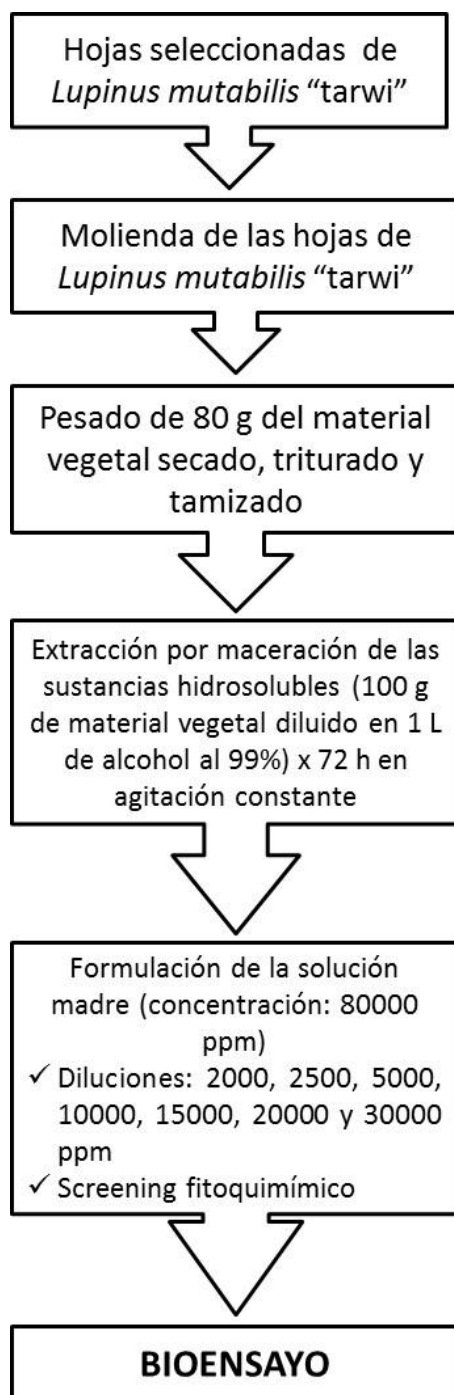 Hojas seleccionadas de
Lupinus mutabilis “tarwi”
Molienda de las hojas de
Lupinus mutabilis “tarwi”
Pesado de 80 g del material
vegetal secado, triturado y
tamizado
Extracción por maceración de las
sustancias hidrosolubles (100 g
de material vegetal diluido en 1 L
de alcohol al 99%) x 72 h en
agitación constante
Formulación de la solución
madre (concentración: 80000
ppm)
✓ Diluciones: 2000, 2500, 5000,
10000, 15000, 20000 y 30000
ppm
✓ Screening fitoquimímico
BIOENSAYO